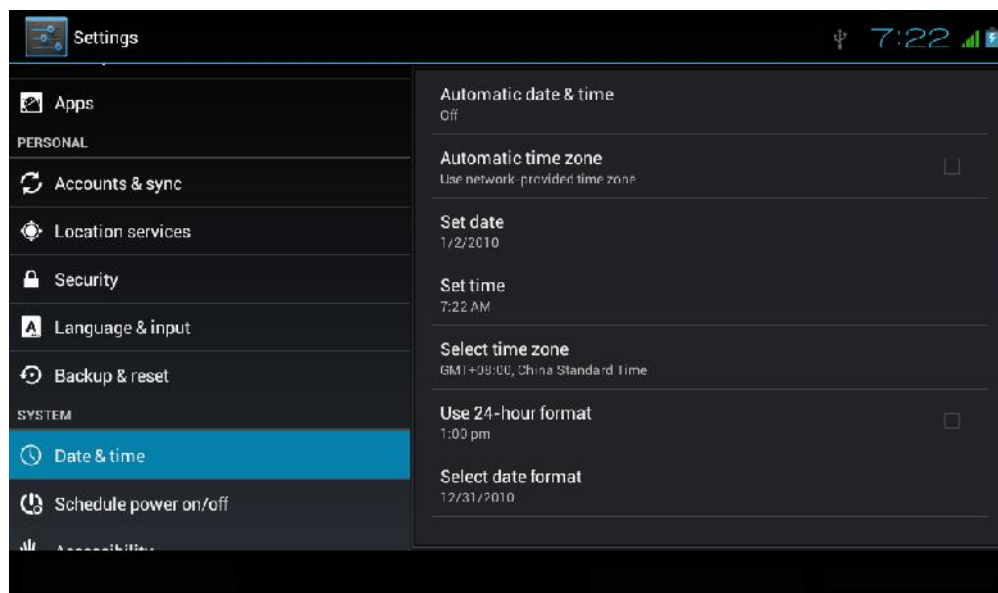 Settings
7:22
Apps
PERSONAL
Accounts & sync
Location services
Security
Language & input
Backup & reset
SYSTEM
Date & time
Schedule power on/off
Automatic date & time
Off
Automatic time zone
Use network-provided time zone
Set date
1/2/2010
Set time
7:22 AM
Select time zone
GMT+08:00, China Standard Time
Use 24-hour format
1:00 pm
Select date format
12/31/2010